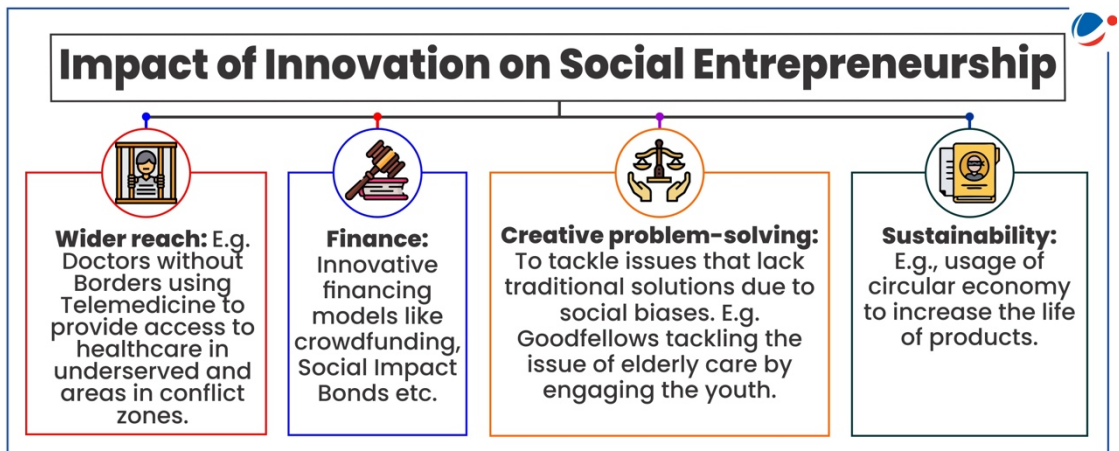 Impact of Innovation on Social Entrepreneurship
Wider reach: E.g.
Doctors without
Borders using
Telemedicine to
provide access to
healthcare in
underserved and
areas in conflict
zones.
Finance:
Innovative
financing
models like
crowdfunding,
Social Impact
Bonds etc.
Creative problem-solving:
To tackle issues that lack
traditional solutions due to
social biases. E.g.
Goodfellows tackling the
issue of elderly care by
engaging the youth.
Sustainability:
E.g., usage of
circular economy
to increase the life
of products.